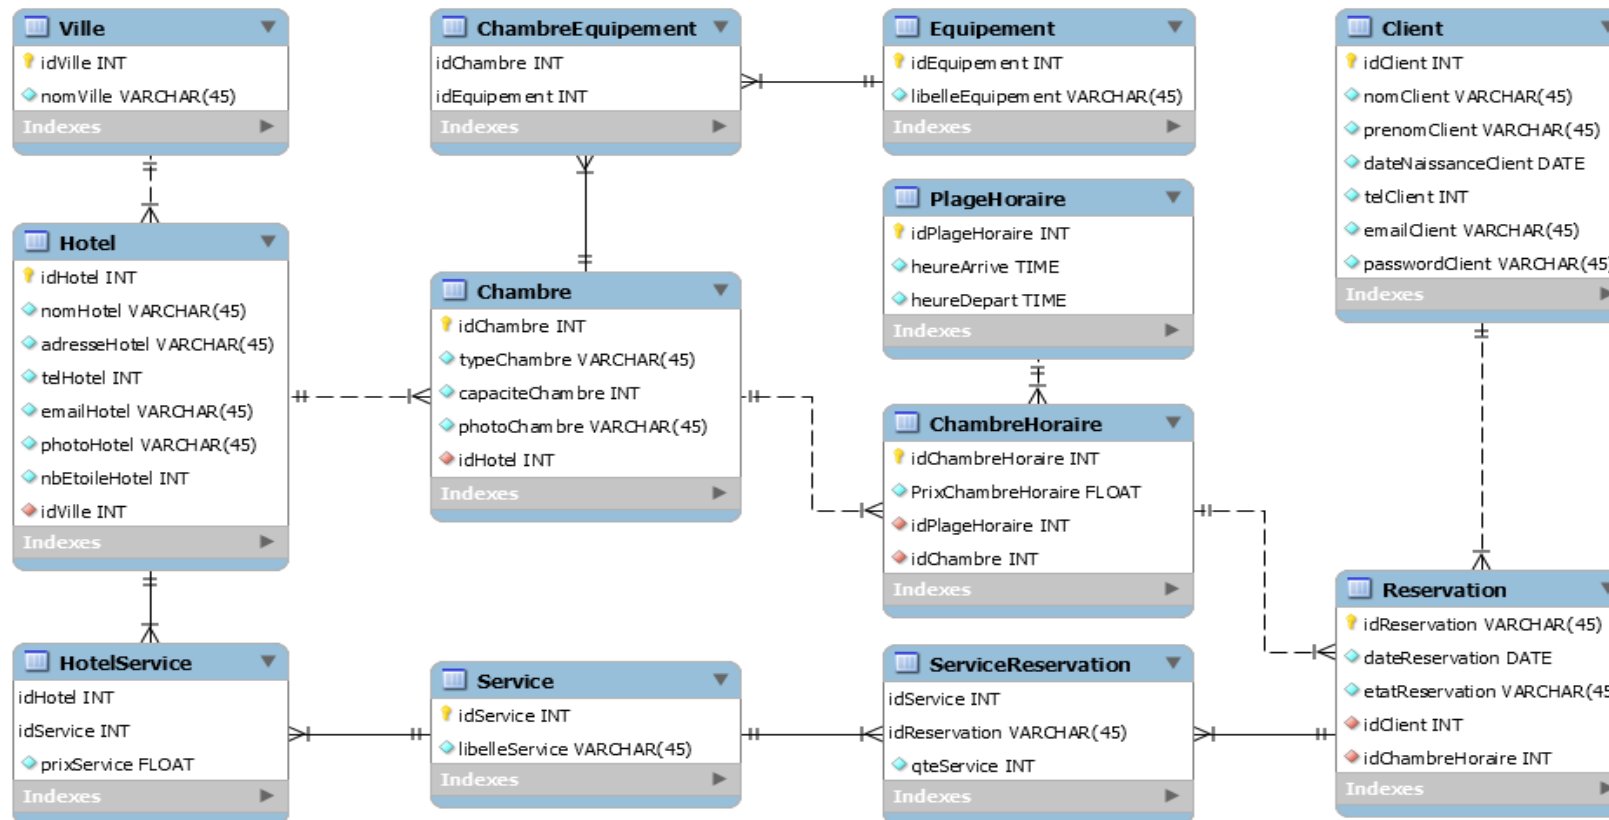 Ville
idVille INT
nomVille VARCHAR(45)
Indexes
ChambreEquipement
idChambre INT
idEquipement INT
Indexes
Equipement
idEquipement INT
libelleEquipement VARCHAR(45)
Indexes
Client
idClient INT
nomClient VARCHAR(45)
prenomClient VARCHAR(45)
dateNaissanceClient DATE
telClient INT
emailClient VARCHAR(45)
passwordClient VARCHAR(45)
Indexes
Hotel
idHotel INT
nomHotel VARCHAR(45)
adresseHotel VARCHAR(45)
telHotel INT
emailHotel VARCHAR(45)
photoHotel VARCHAR(45)
nbEtoileHotel INT
idVille INT
Indexes
Chambre
idChambre INT
typeChambre VARCHAR(45)
capaciteChambre INT
photoChambre VARCHAR(45)
idHotel INT
Indexes
PlageHoraire
idPlageHoraire INT
heureArrive TIME
heureDepart TIME
Indexes
ChambreHoraire
idChambreHoraire INT
PrixChambreHoraire FLOAT
idPlageHoraire INT
idChambre INT
Indexes
HotelService
idHotel INT
idService INT
prixService FLOAT
Indexes
Service
idService INT
libelleService VARCHAR(45)
Indexes
ServiceReservation
idService INT
idReservation VARCHAR(45)
qteService INT
Indexes
Reservation
idReservation VARCHAR(45)
dateReservation DATE
etatReservation VARCHAR(45
idClient INT
idChambreHoraire INT
Indexes